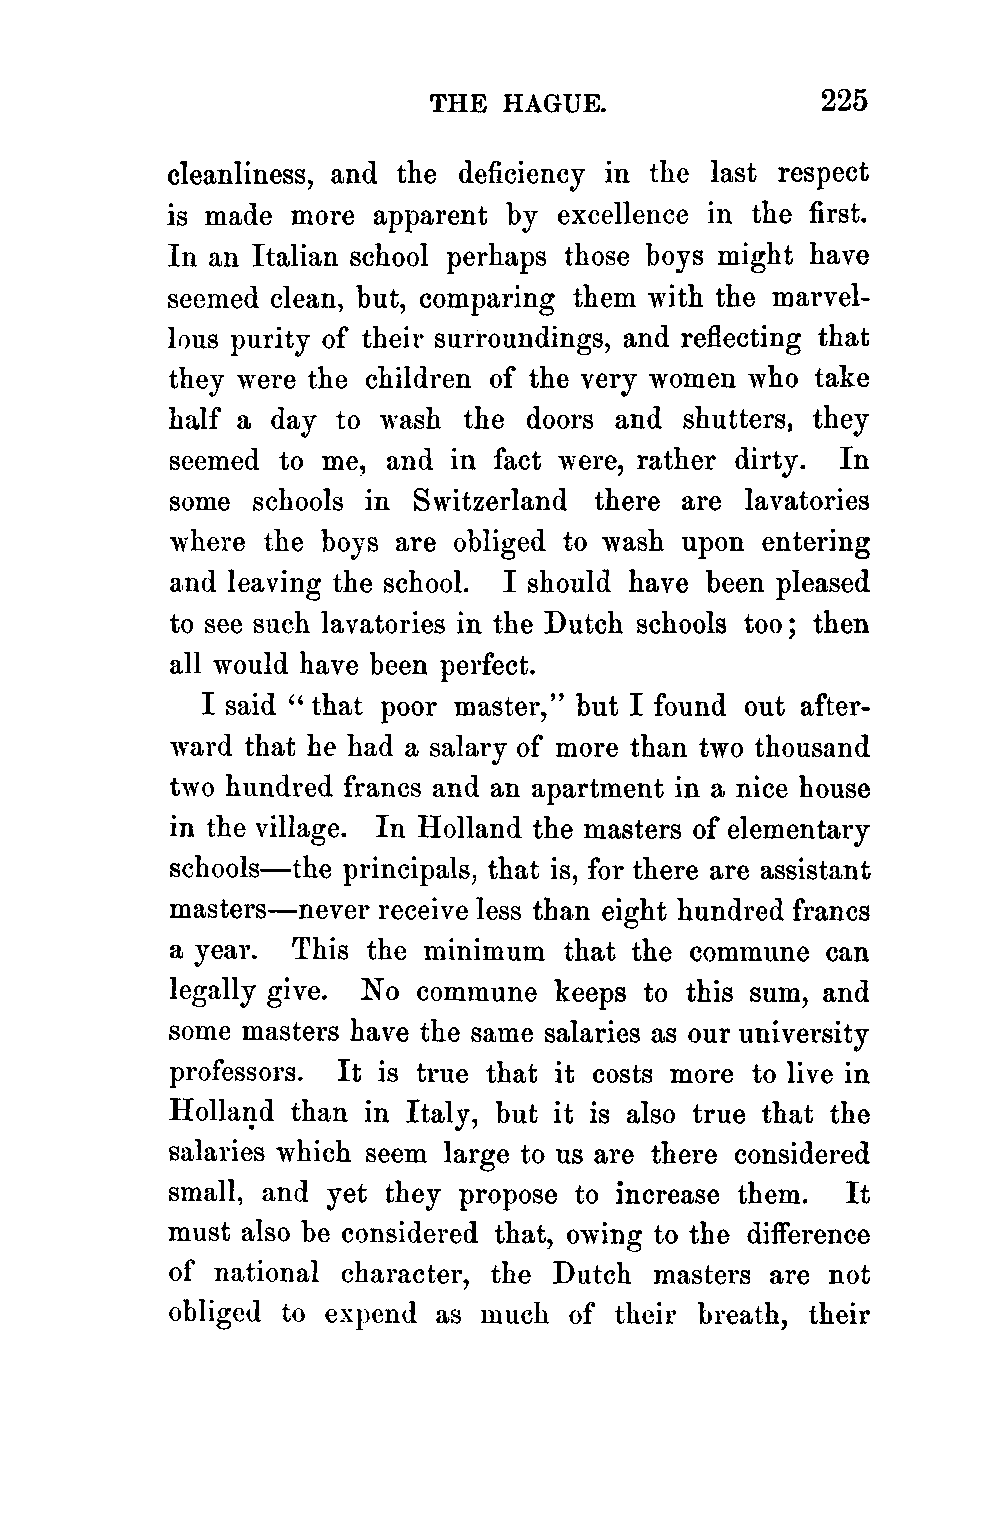 THE HAGUE. 225
cleanliness, and the deficiency in the last respect
is made more apparent by excellence in the first.
In an Italian school perhaps those boys might have
seemed clean, but, comparing them with the marvel-
lous purity of their surroundings, and reflecting that
they were the children of the very women who take
half a day to wash the doors and shutters, they
seemed to me, and in fact were, rather dirty. In
some schools in Switzerland there are lavatories
where the boys are obliged to wash upon entering
and leaving the school. I should have been pleased
to see such lavatories in the Dutch schools too; then
all would have been perfect.
I said “that poor master,” but I found out after-
ward that he had a salary of more than two thousand
two hundred francs and an apartment in a nice house
in the village. In Holland the masters of elementary
schools—the principals, that is, for there are assistant
masters—never receive less than eight hundred francs
a year. This the minimum that the commune can
legally give. No commune keeps to this sum, and
some masters have the same salaries as our university
professors. It is true that it costs more to live in
Holland than in Italy, but it is also true that the
salaries which seem large to us are there considered
small, and yet they propose to increase them. It
must also be considered that, owing to the difference
of national character, the Dutch masters are not
obliged to expend as much of their breath, their